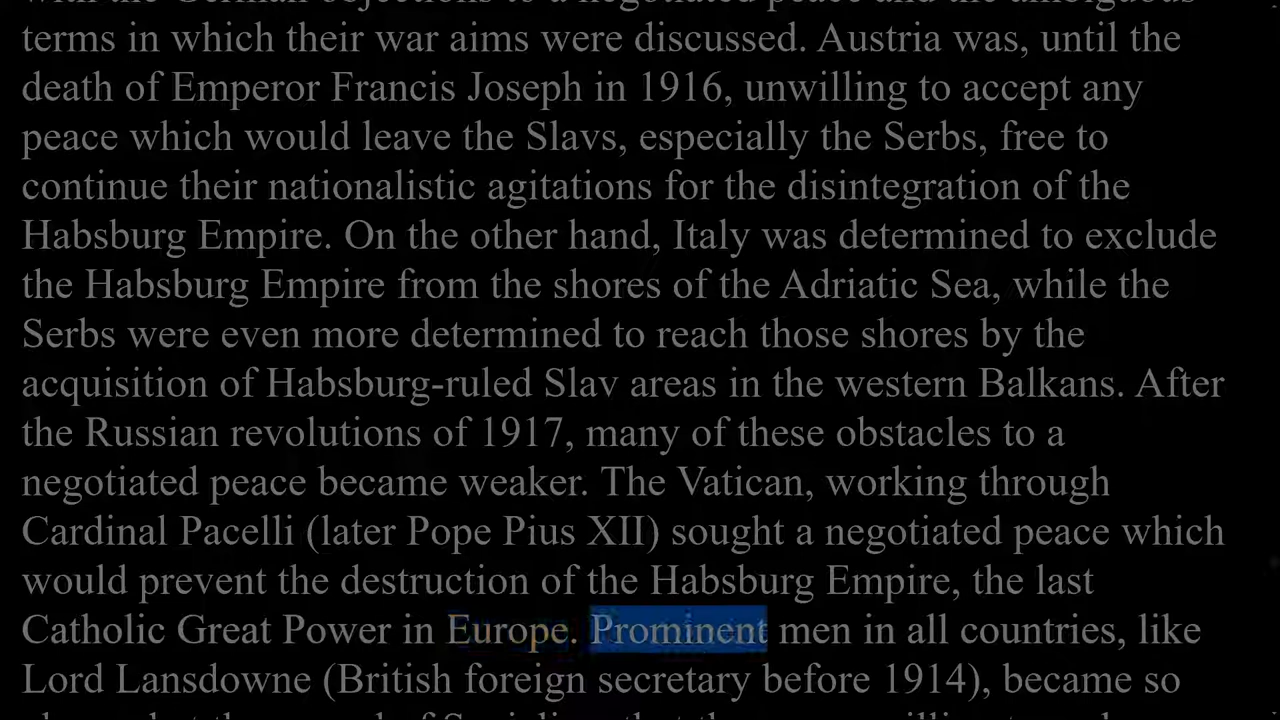 terms in which their war aims were discussed. Austria was, until the
death of Emperor Francis Joseph in 1916, unwilling to accept any
peace which would leave the Slavs, especially the Serbs, free to
continue their nationalistic agitations for the disintegration of the
Habsburg Empire. On the other hand, Italy was determined to exclude
the Habsburg Empire from the shores of the Adriatic Sea, while the
Serbs were even more determined to reach those shores by the
acquisition of Habsburg-ruled Slav areas in the western Balkans. After
the Russian revolutions of 1917, many of these obstacles to a
negotiated peace became weaker. The Vatican, working through
Cardinal Pacelli (later Pope Pius XII) sought a negotiated peace which
would prevent the destruction of the Habsburg Empire, the last
Catholic Great Power in Europe. Prominent men in all countries, like
Lord Lansdowne (British foreign secretary before 1914), became so